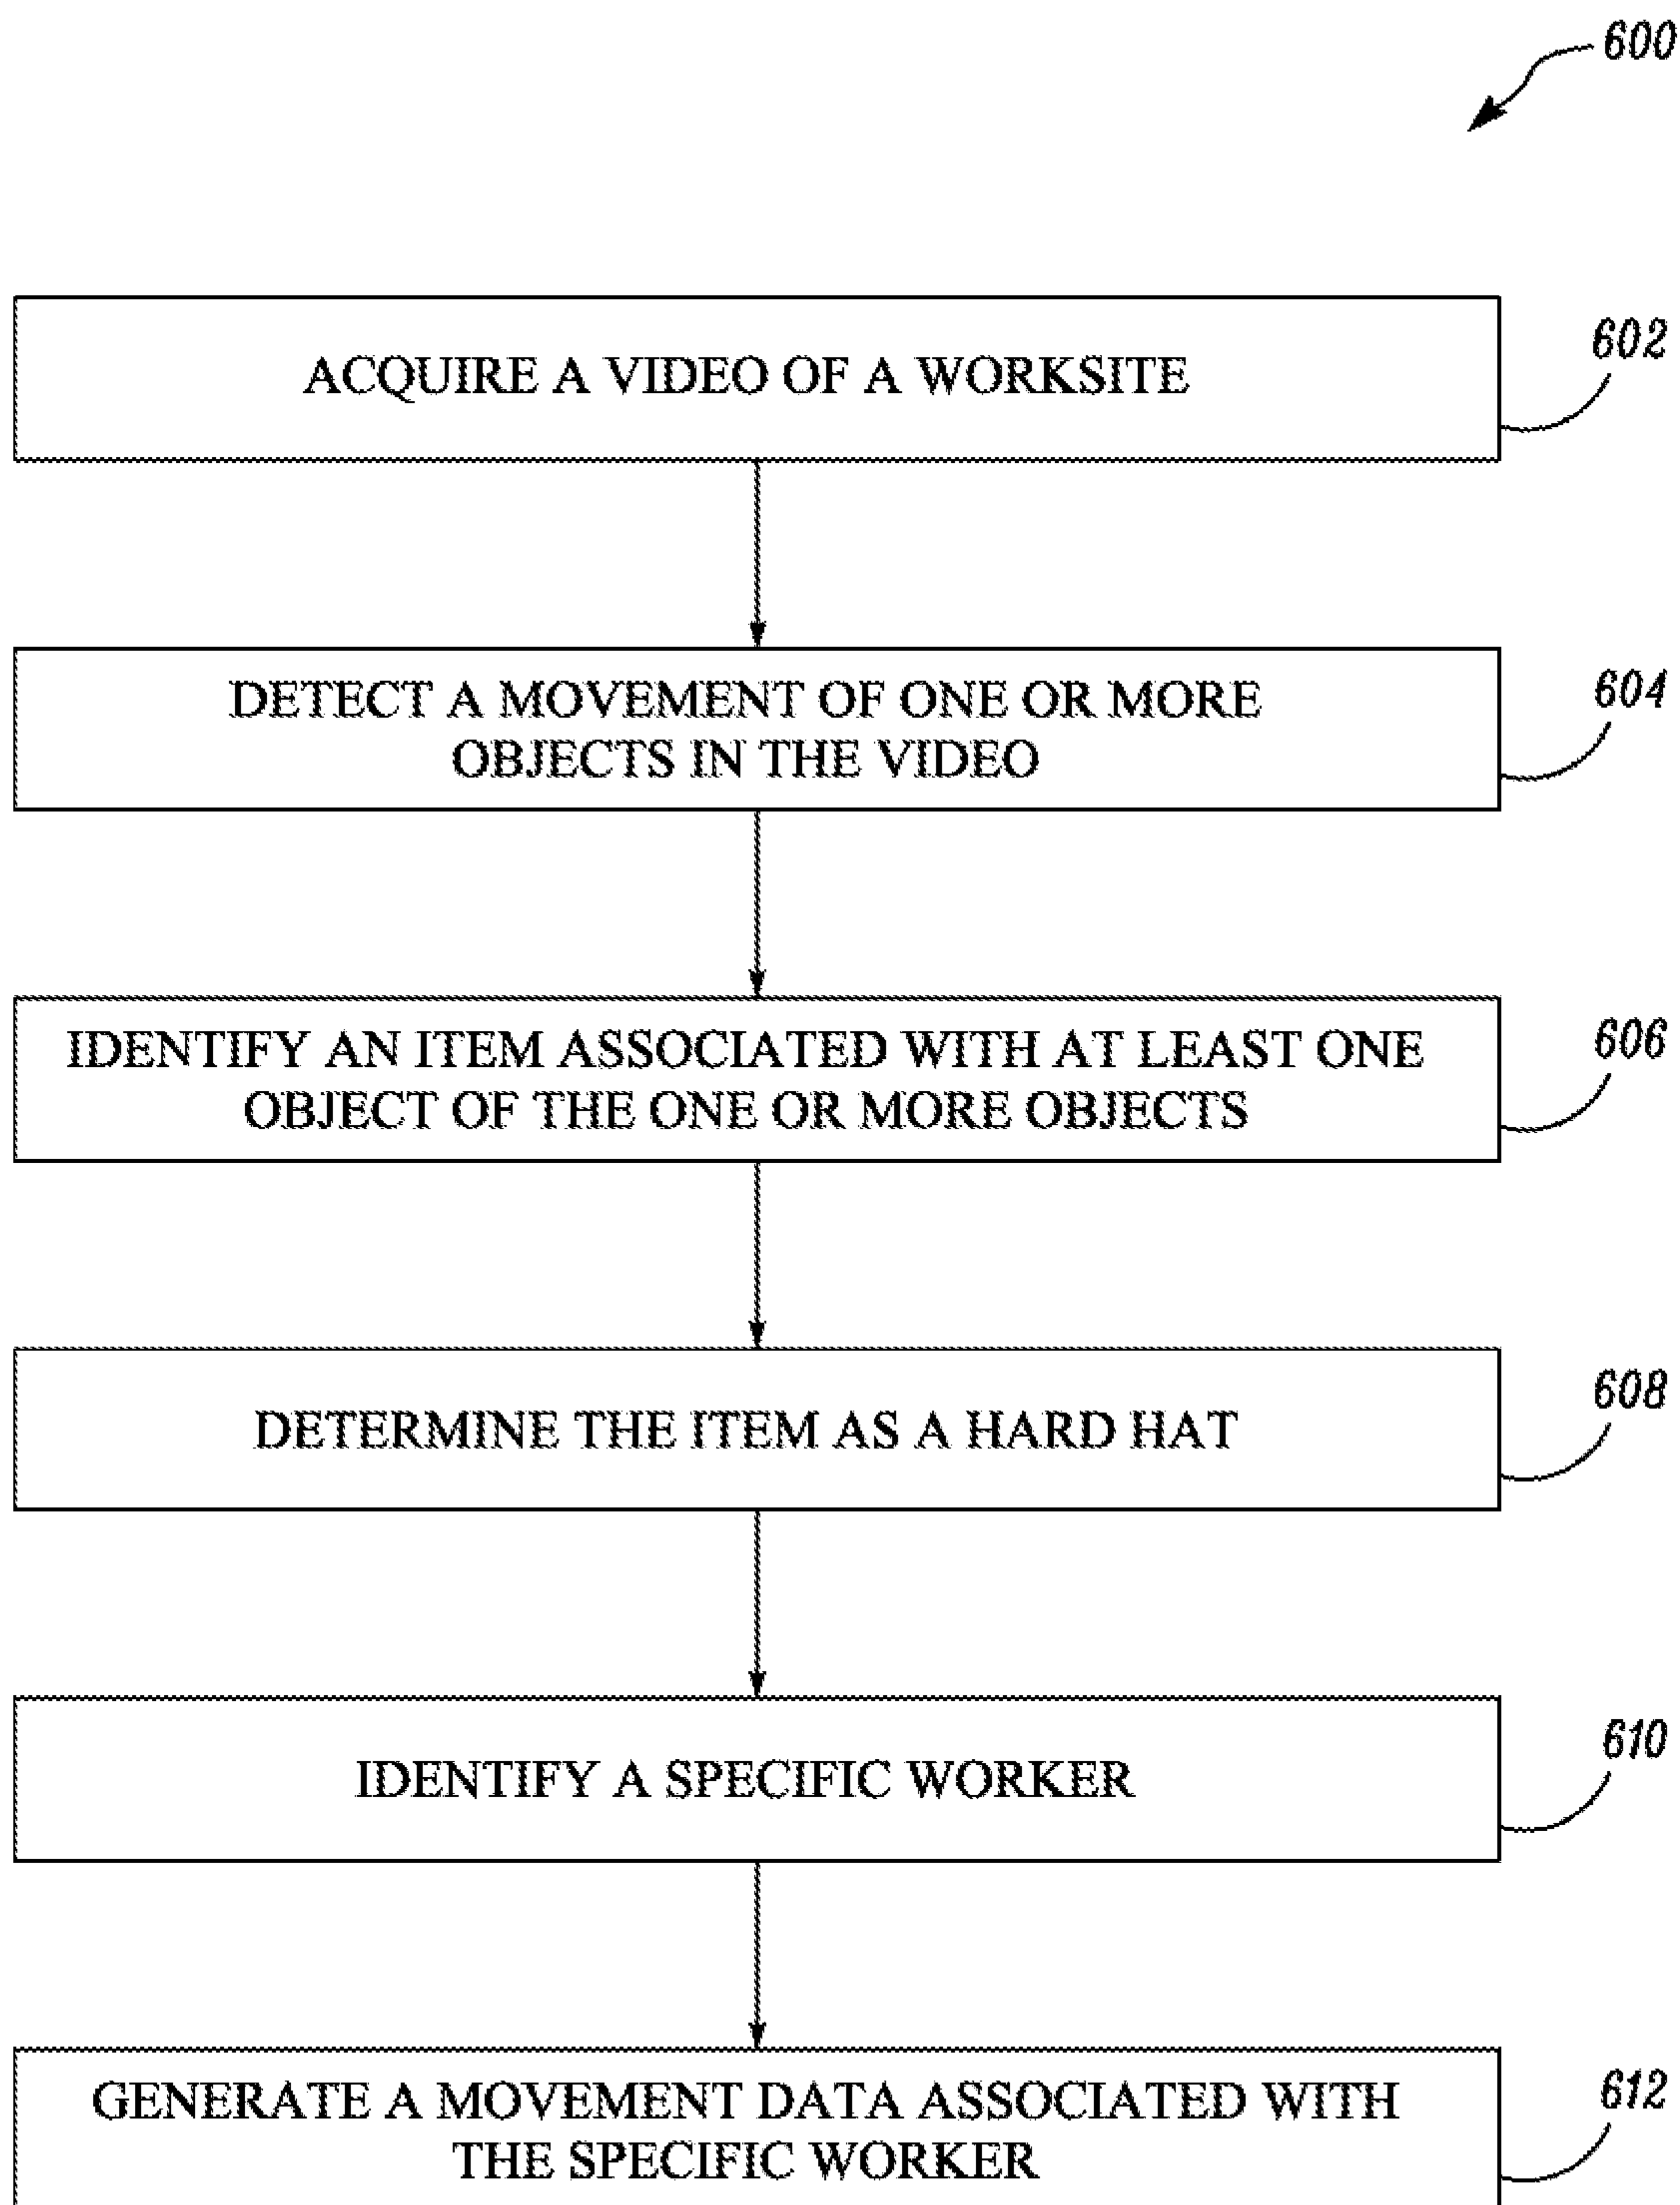 600
ACQUIRE A VIDEO OF A WORKSITE
602
DETECT A MOVEMENT OF ONE OR MORE
OBJECTS IN THE VIDEO
604
IDENTIFY AN ITEM ASSOCIATED WITH AT LEAST ONE
OBJECT OF THE ONE OR MORE OBJECTS
606
DETERMINE THE ITEM AS A HARD HAT
608
IDENTIFY A SPECIFIC WORKER
610
GENERATE A MOVEMENT DATA ASSOCIATED WITH
THE SPECIFIC WORKER
612